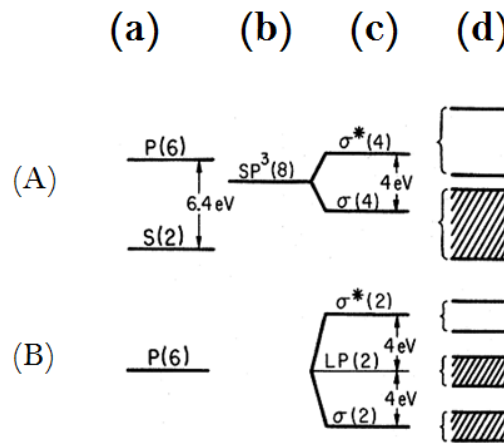 (a) (b) (c) (d)
(A)
P(6)
6.4eV
S(2)
SP³(8)
σ*(4)
4eV
σ(4)
(B)
P(6)
σ*(2)
4eV
LP(2)
4eV
σ(2)